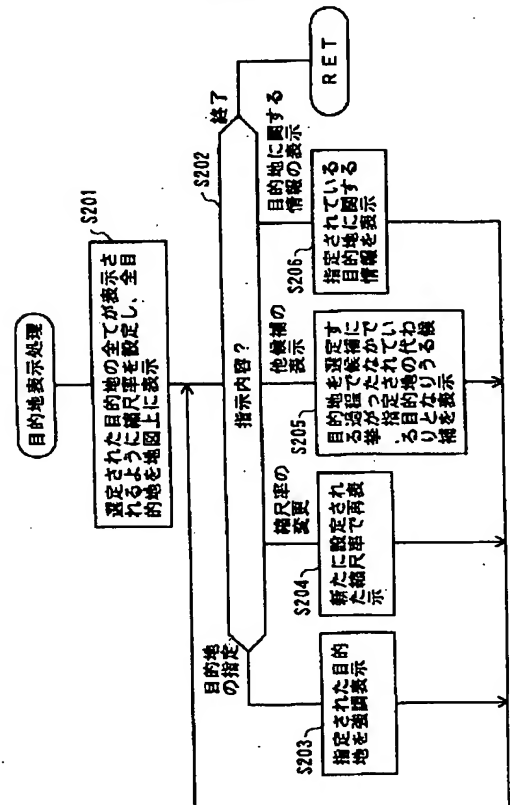 目的地表示処理
S201
選定された目的地の全てが表示さ
れるように縮尺率を設定し、全目
的地を地図上に表示
S202
指示内容?
終了
RET
目的地
の指定
S203
指定された目的
地を強調表示
縮尺率の
変更
S204
新たに設定され
た縮尺率で再表
示
他候補の
表示
S205
目的地を選定す
る過程で候補に
挙がったなかで
、指定されてい
る目的地の代わ
りとなりうる候
補を表示
目的地に関する
情報の表示
S206
指定されている
目的地に関する
情報を表示